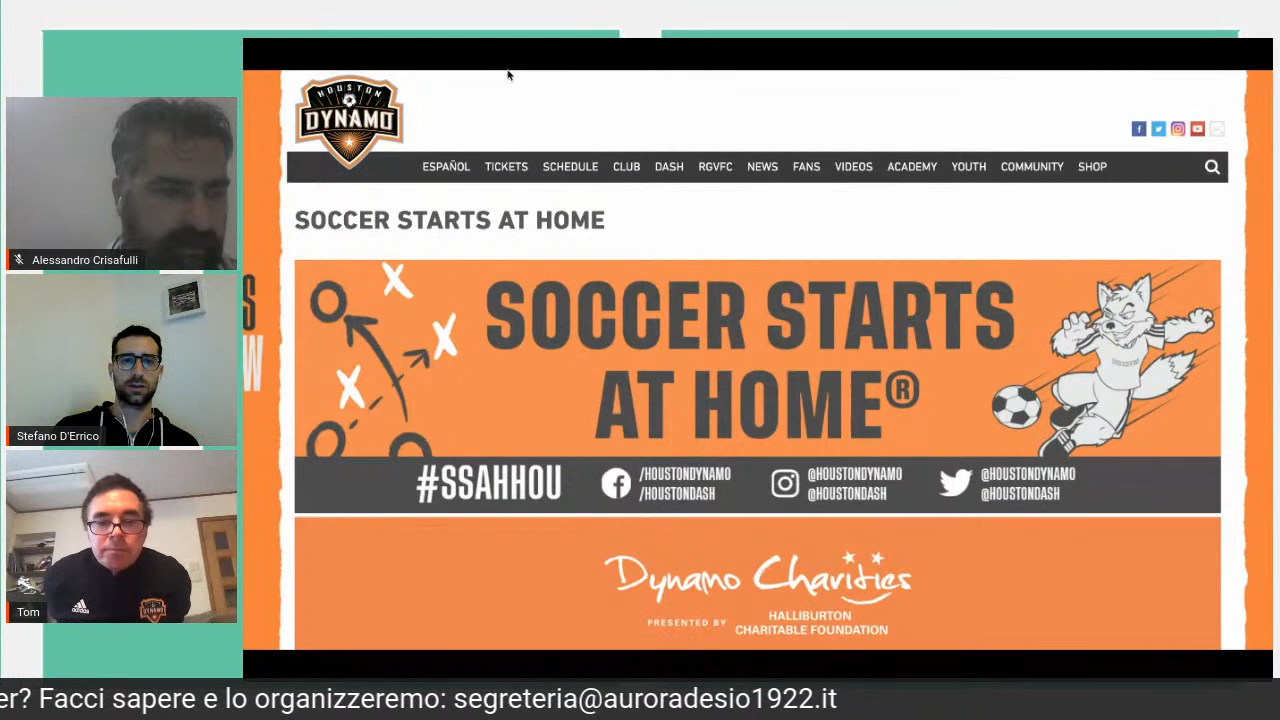 HOUSTON
DYNAMO
ESPAÑOL TICKETS SCHEDULE CLUB DASH RGVFC NEWS FANS VIDEOS ACADEMY YOUTH COMMUNITY SHOP
SOCCER STARTS AT HOME
SOCCER STARTS
AT HOME®
#SSAHHOU
/HOUSTONDYNAMO
/HOUSTONDASH
@HOUSTONDYNAMO
@HOUSTONDASH
@HOUSTONDYNAMO
@HOUSTONDASH
Dynamo Charities
PRESENTED BY
HALLIBURTON
CHARITABLE FOUNDATION
S
W
Alessandro Crisafulli
Stefano D'Errico
adidas
DYNAMO
Tom
er? Facci sapere e lo organizzeremo: segreteria@auroradesio1922.it